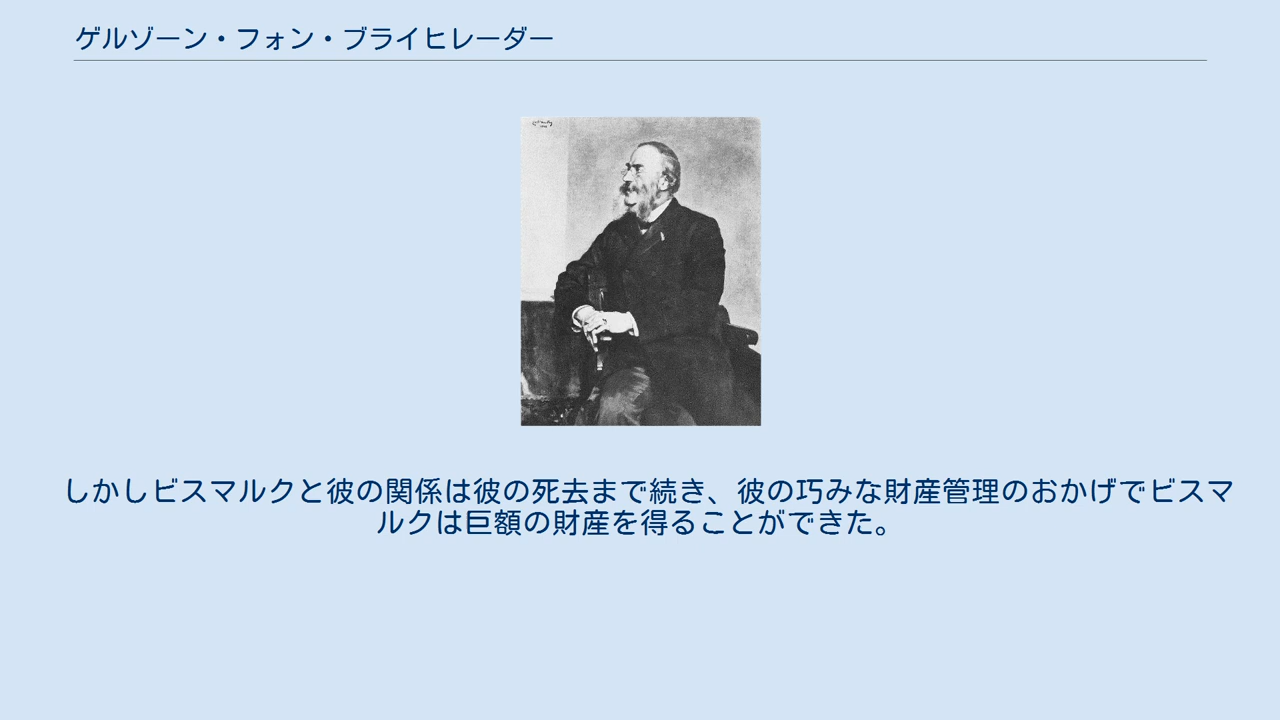 ゲルゾーン・フォン・ブライヒレーダー
しかしビスマルクと彼の関係は彼の死去まで続き、彼の巧みな財産管理のおかげでビスマ
ルクは巨額の財産を得ることができた。